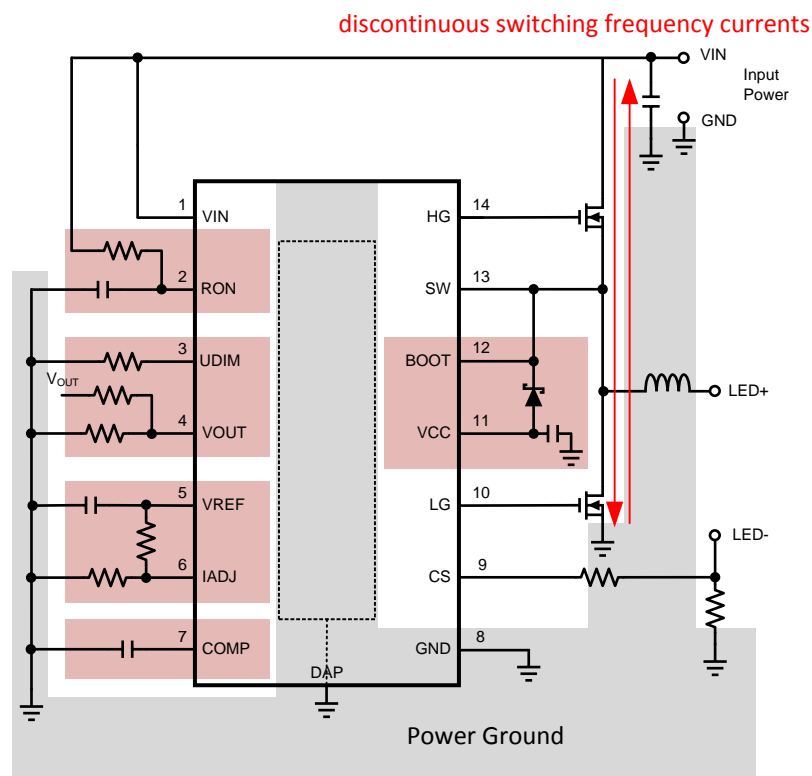 discontinuous switching frequency currents
VIN
Input
Power
GND
1
VIN
HG
14
2
RON
SW
13
3
UDIM
BOOT
12
VOUT
4
VOUT
VCC
11
5
VREF
LG
10
LED+
LED-
6
IADJ
CS
9
7
COMP
GND
8
DAP
Power Ground